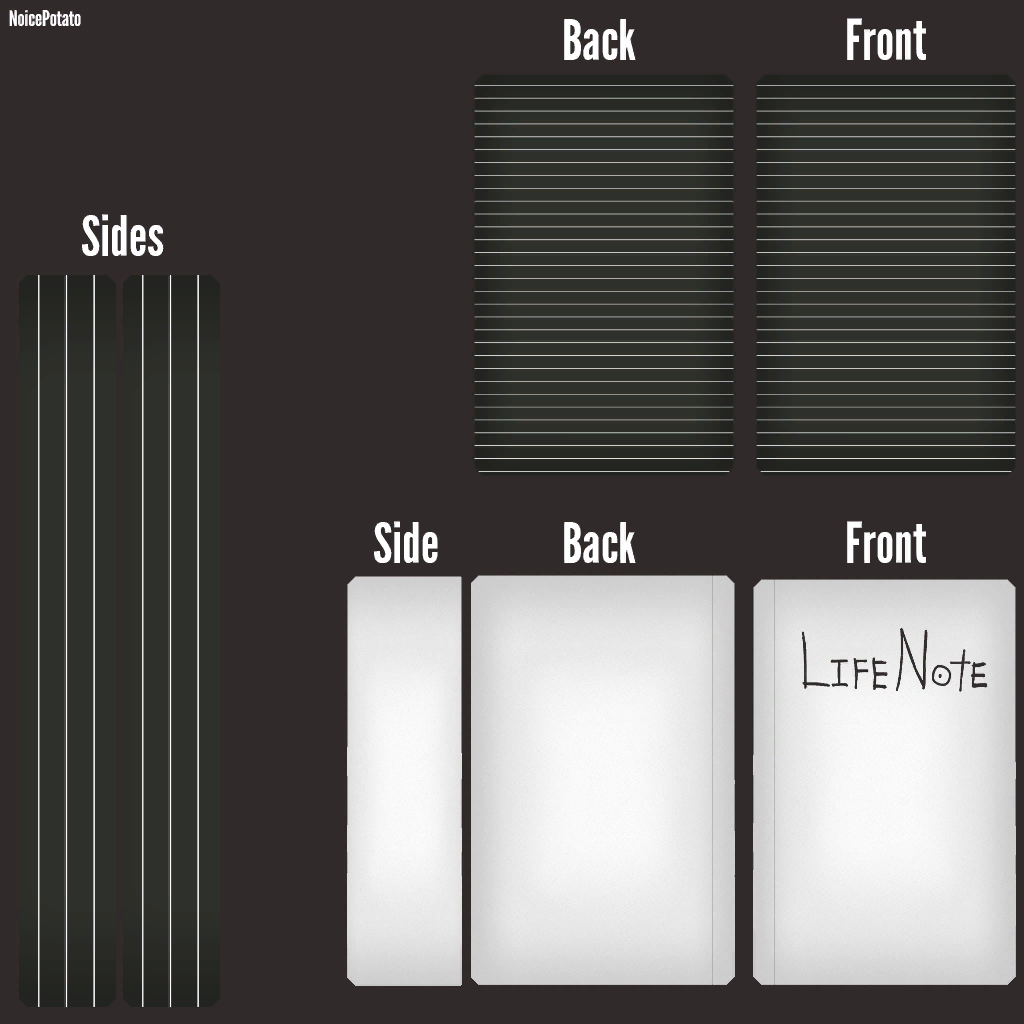 NoicePotato
Back
Front
Sides
Side
Back
Front
LIFE NOTE